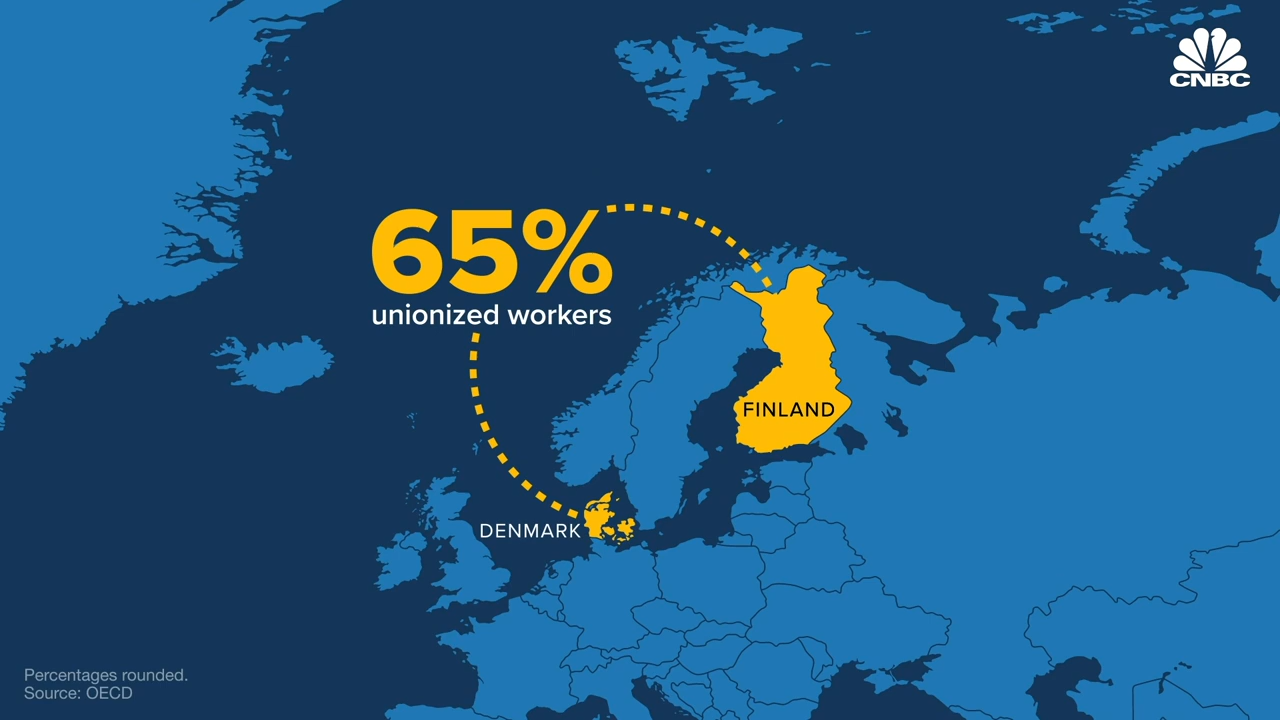 CNBC
65%
unionized workers
FINLAND
DENMARK
Percentages rounded.
Source: OECD